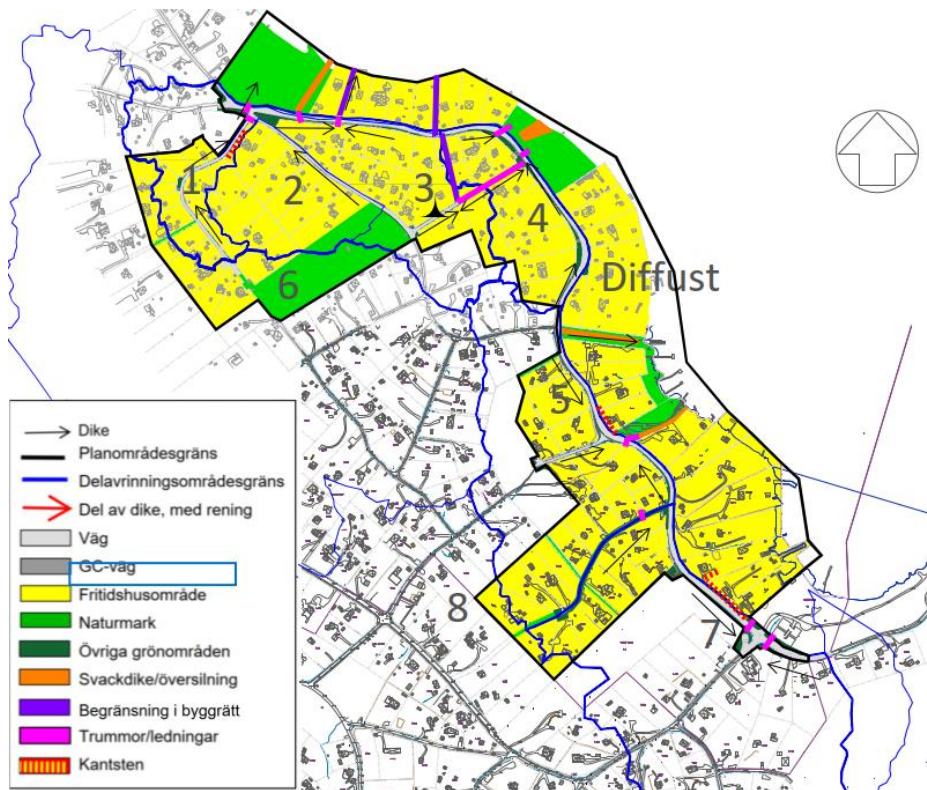 1
2
3
4
Diffust
6
5
8
7
Dike
Planområdesgräns
Delavrinningsområdesgräns
Del av dike, med rening
Väg
GC-väg
Fritidshusområde
Naturmark
Övriga grönområden
Svackdike/översilning
Begränsning i byggrätt
Trummor/ledningar
Kantsten